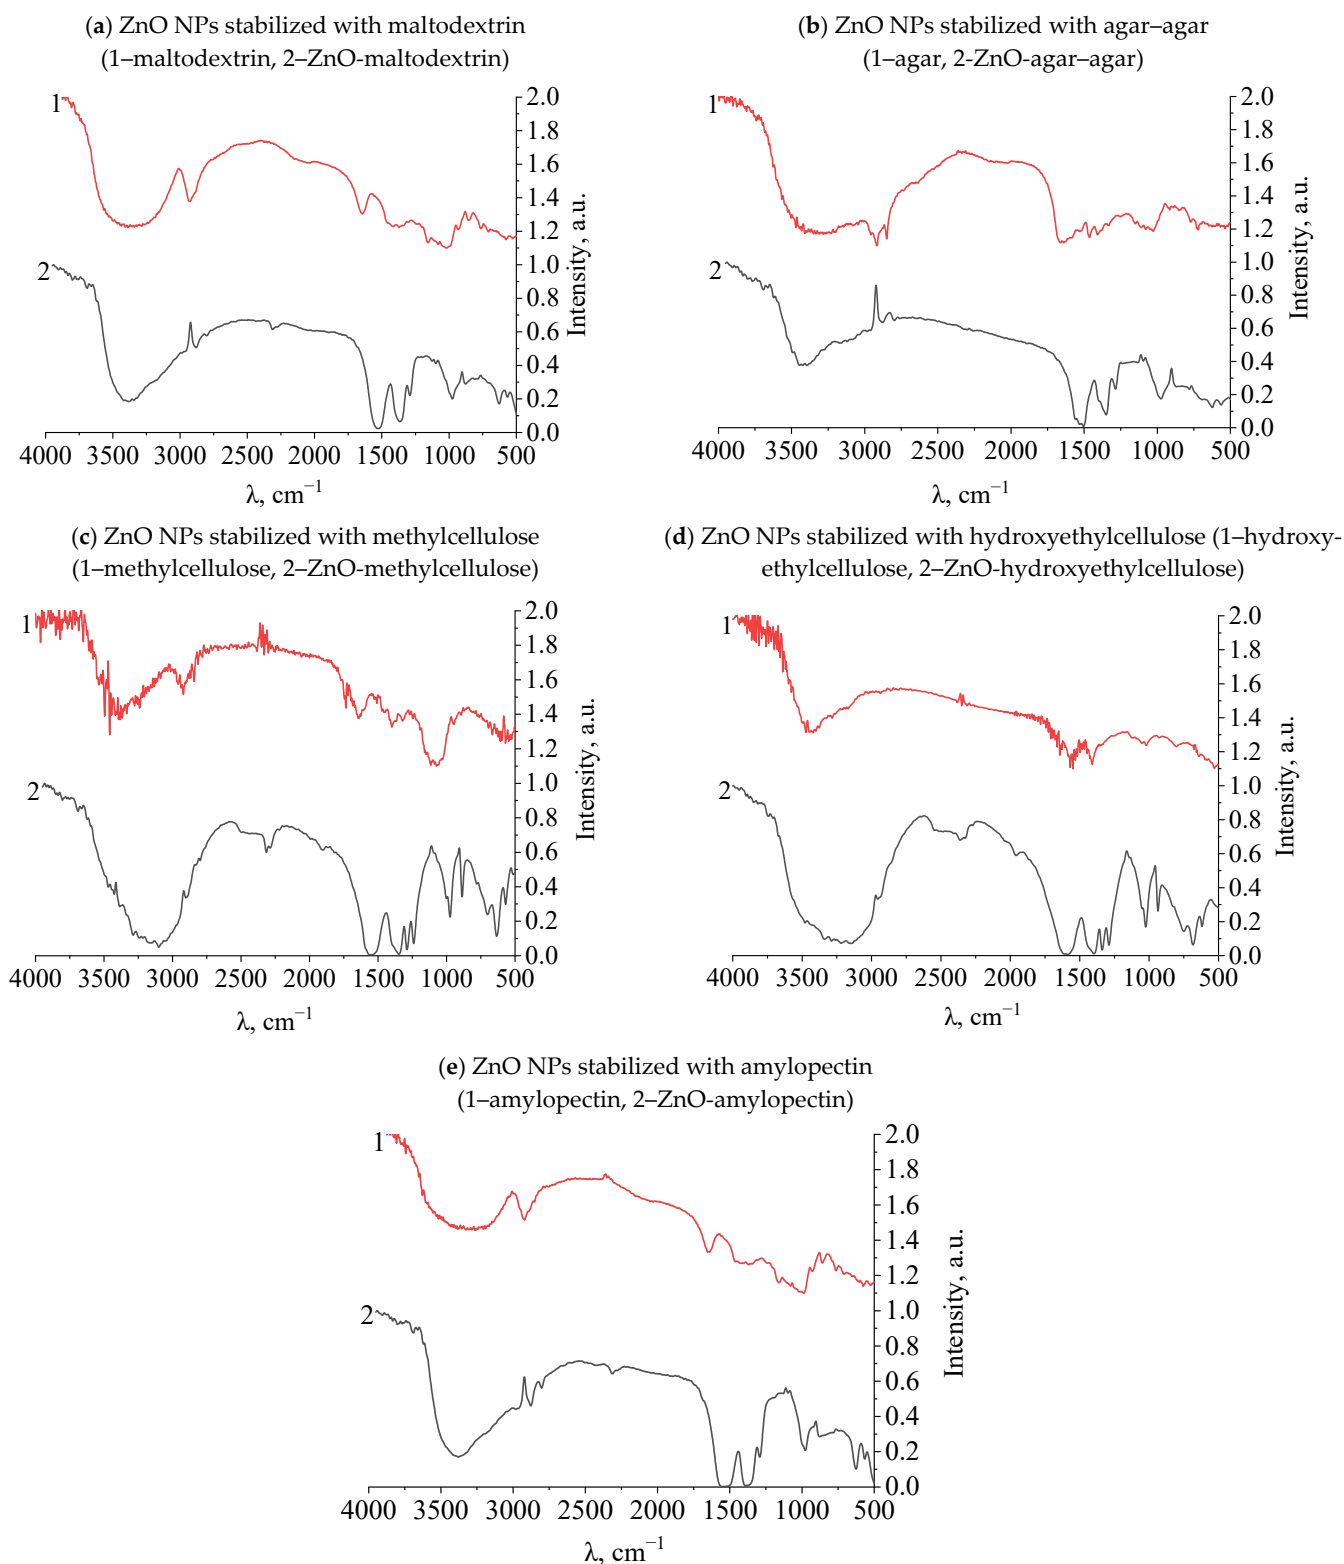 (a) ZnO NPs stabilized with maltodextrin
(1–maltodextrin, 2–ZnO-maltodextrin)
1
2
2.0
1.8
1.6
1.4
1.2
1.0
0.8
0.6
0.4
0.2
0.0
Intensity, a.u.
4000 3500 3000 2500 2000 1500 1000 500
λ, cm⁻¹
(b) ZnO NPs stabilized with agar–agar
(1–agar, 2-ZnO-agar–agar)
1
2
2.0
1.8
1.6
1.4
1.2
1.0
0.8
0.6
0.4
0.2
0.0
Intensity, a.u.
4000 3500 3000 2500 2000 1500 1000 500
λ, cm⁻¹
(c) ZnO NPs stabilized with methylcellulose
(1–methylcellulose, 2–ZnO-methylcellulose)
1
2
2.0
1.8
1.6
1.4
1.2
1.0
0.8
0.6
0.4
0.2
0.0
Intensity, a.u.
4000 3500 3000 2500 2000 1500 1000 500
λ, cm⁻¹
(d) ZnO NPs stabilized with hydroxyethylcellulose (1–hydroxy-
ethylcellulose, 2–ZnO-hydroxyethylcellulose)
1
2
2.0
1.8
1.6
1.4
1.2
1.0
0.8
0.6
0.4
0.2
0.0
Intensity, a.u.
4000 3500 3000 2500 2000 1500 1000 500
λ, cm⁻¹
(e) ZnO NPs stabilized with amylopectin
(1–amylopectin, 2–ZnO-amylopectin)
1
2
2.0
1.8
1.6
1.4
1.2
1.0
0.8
0.6
0.4
0.2
0.0
Intensity, a.u.
4000 3500 3000 2500 2000 1500 1000 500
λ, cm⁻¹